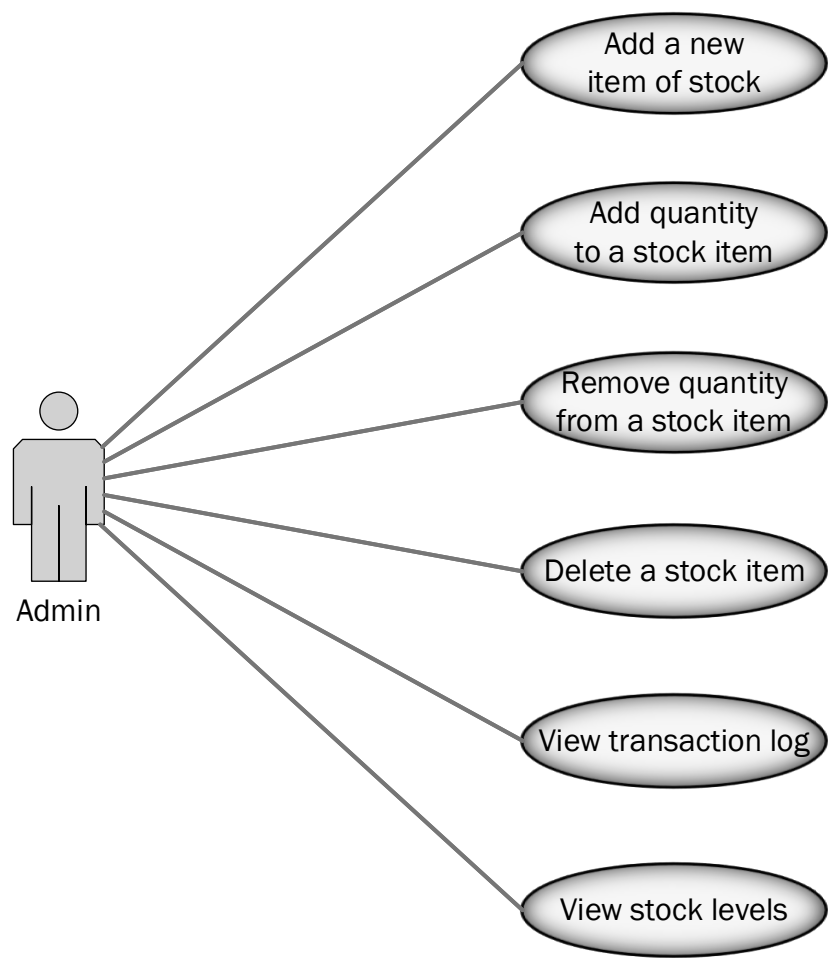 Add a new
item of stock
Add quantity
to a stock item
Remove quantity
from a stock item
Admin
Delete a stock item
View transaction log
View stock levels